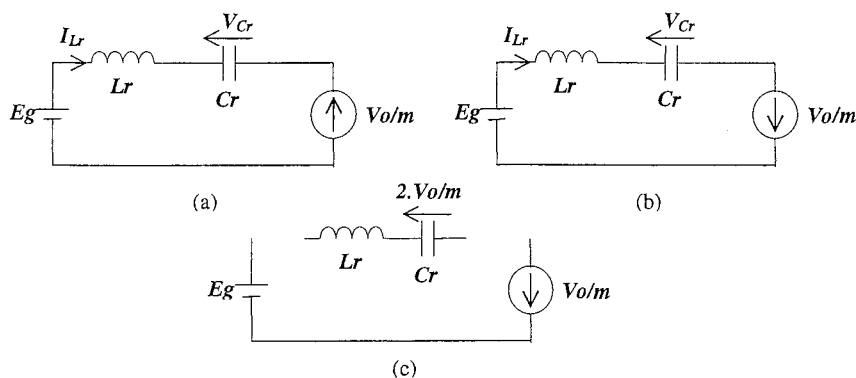 I_Lr
V_Cr
Lr
Cr
Eg
Vo/m
(a)
I_Lr
V_Cr
Lr
Cr
Eg
Vo/m
(b)
2.Vo/m
Lr
Cr
Eg
Vo/m
(c)